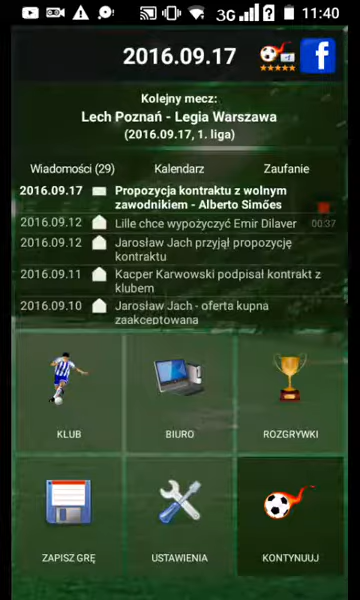 3G 11:40
2016.09.17
Kolejny mecz:
Lech Poznań - Legia Warszawa
(2016.09.17, 1. liga)
Wiadomości (29) Kalendarz Zaufanie
2016.09.17 Propozycja kontraktu z wolnym
zawodnikiem - Alberto Simões
2016.09.12 Lille chce wypożyczyć Emir Dilaver 00:37
2016.09.12 Jarosław Jach przyjął propozycję
kontraktu
2016.09.11 Kacper Karwowski podpisał kontrakt z
klubem
2016.09.10 Jarosław Jach - oferta kupna
zaakceptowana
KLUB BIURO ROZGRYWKI
ZAPISZ GRĘ USTAWIENIA KONTYNUUJ